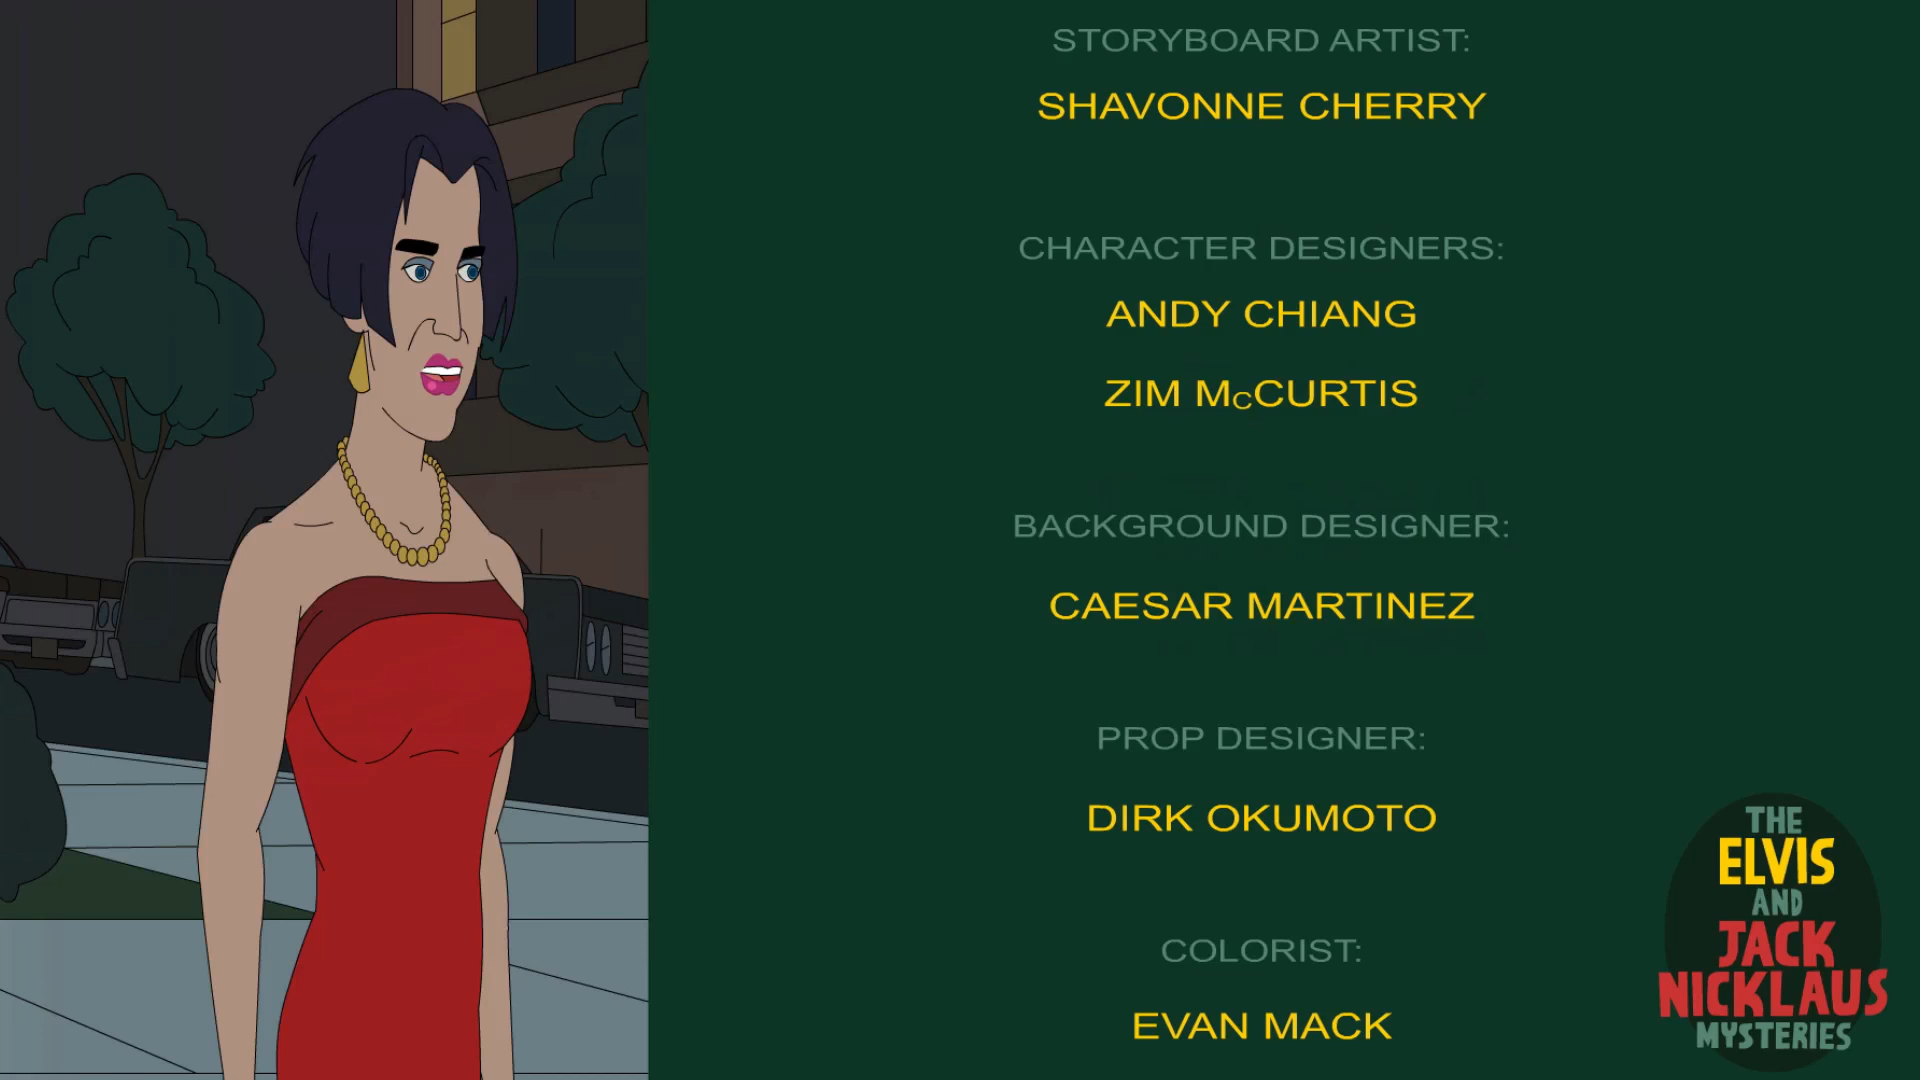 STORYBOARD ARTIST:
SHAVONNE CHERRY
CHARACTER DESIGNERS:
ANDY CHIANG
ZIM McCURTIS
BACKGROUND DESIGNER:
CAESAR MARTINEZ
PROP DESIGNER:
DIRK OKUMOTO
COLORIST:
EVAN MACK
THE
ELVIS
AND
JACK
NICKLAUS
MYSTERIES